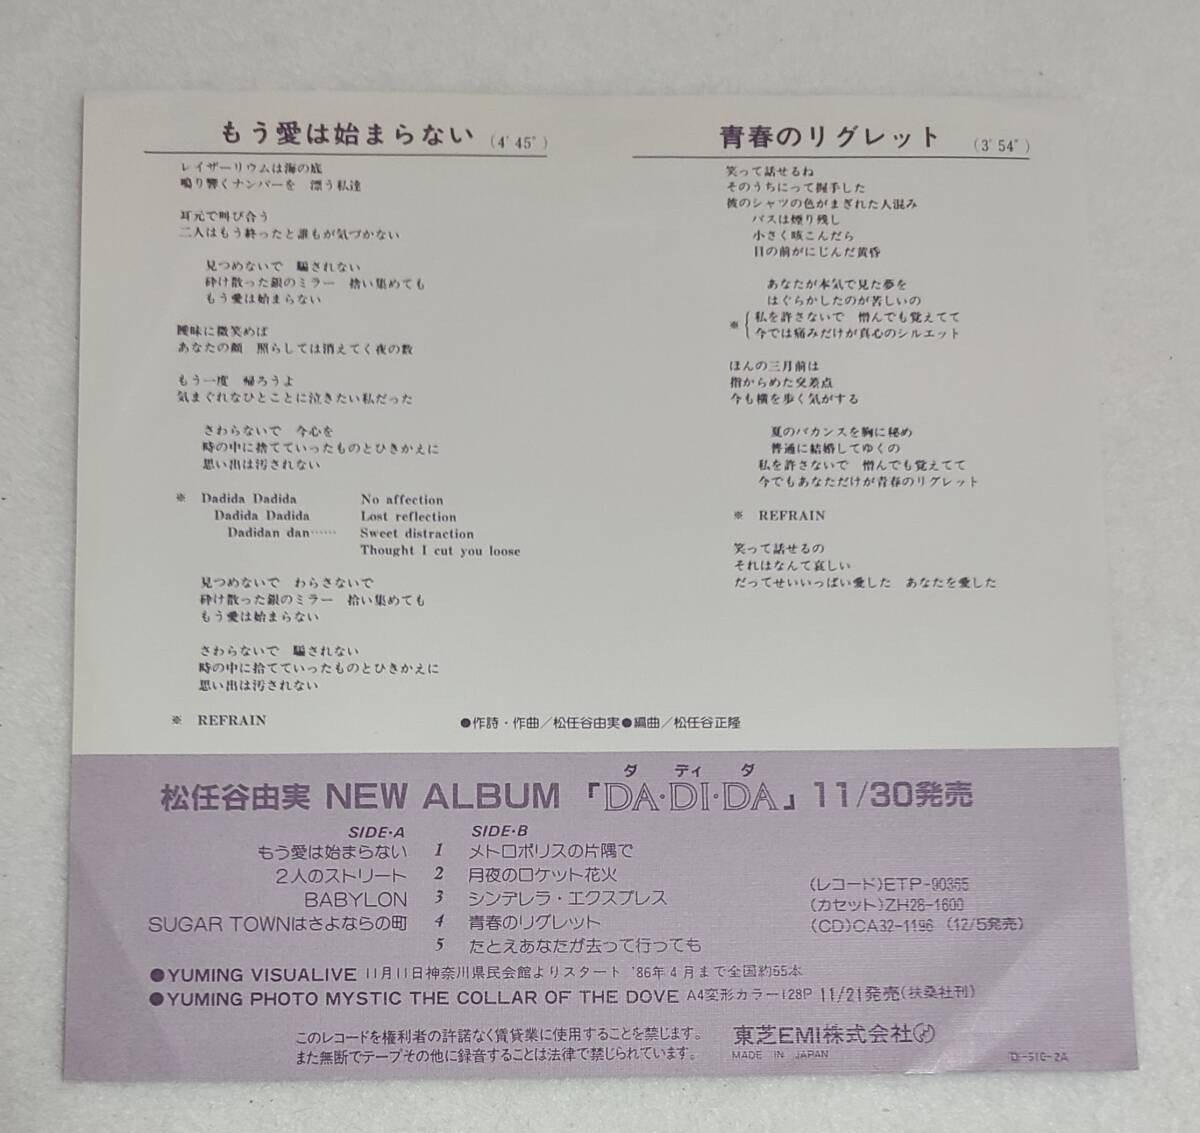 もう愛は始まらない (4'45")
レイザーリウムは海の底
鳴り響くナンバーを　漂う私達
耳元で叫び合う
二人はもう終ったと誰もが気づかない
見つめないで　騙されない
砕け散った銀のミラー　拾い集めても
もう愛は始まらない
曖昧に微笑めば
あなたの顔　照らしては消えてく夜の数
もう一度　帰ろうよ
気まぐれなひとことに泣きたい私だった
さわらないで　今心を
時の中に捨てていったものとひきかえに
思い出は汚されない
※ Dadida Dadida No affection
Dadida Dadida Lost reflection
Dadidan dan…… Sweet distraction
Thought I cut you loose
見つめないで　わらさないで
砕け散った銀のミラー　拾い集めても
もう愛は始まらない
さわらないで　騙されない
時の中に捨てていったものとひきかえに
思い出は汚されない
※ REFRAIN
青春のリグレット (3'54")
笑って話せるね
そのうちにって握手した
彼のシャツの色がまぎれた人混み
バスは煙り残し
小さく咳こんだら
目の前がにじんだ黄昏
あなたが本気で見た夢を
はぐらかしたのが苦しいの
※ 私を許さないで　憎んでも覚えてて
今では痛みだけが真心のシルエット
ほんの三月前は
指からめた交差点
今も横を歩く気がする
夏のバカンスを胸に秘め
普通に結婚してゆくの
私を許さないで　憎んでも覚えてて
今でもあなただけが青春のリグレット
※ REFRAIN
笑って話せるの
それはなんて哀しい
だってせいいっぱい愛した　あなたを愛した
●作詩・作曲／松任谷由実●編曲／松任谷正隆
ダ ディ ダ
松任谷由実 NEW ALBUM 「DA・DI・DA」 11/30発売
SIDE・A SIDE・B
もう愛は始まらない 1 メトロポリスの片隅で
2人のストリート 2 月夜のロケット花火
BABYLON 3 シンデレラ・エクスプレス
SUGAR TOWNはさよならの町 4 青春のリグレット
5 たとえあなたが去って行っても
(レコード)ETP-90365
(カセット)ZH28-1600
(CD)CA32-1196 (12/5発売)
●YUMING VISUALIVE 11月11日神奈川県民会館よりスタート '86年4月まで全国約55本
●YUMING PHOTO MYSTIC THE COLLAR OF THE DOVE A4変形カラー128P 11/21発売(扶桑社刊)
このレコードを権利者の許諾なく賃貸業に使用することを禁じます。
また無断でテープその他に録音することは法律で禁じられています。
東芝EMI株式会社
MADE IN JAPAN